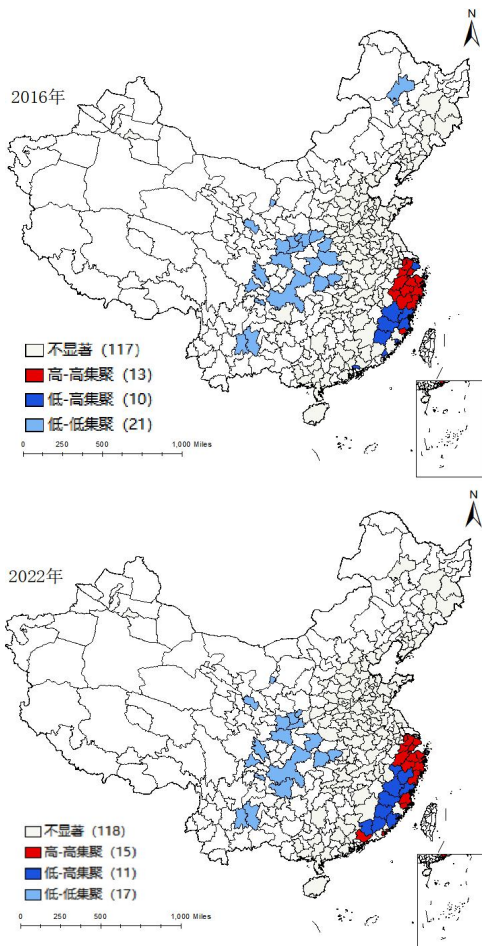 N
2016年
不显著（117）
高-高集聚（13）
低-高集聚（10）
低-低集聚（21）
0 250 500 1,000 Miles
N
2022年
不显著（118）
高-高集聚（15）
低-高集聚（11）
低-低集聚（17）
0 250 500 1,000 Miles